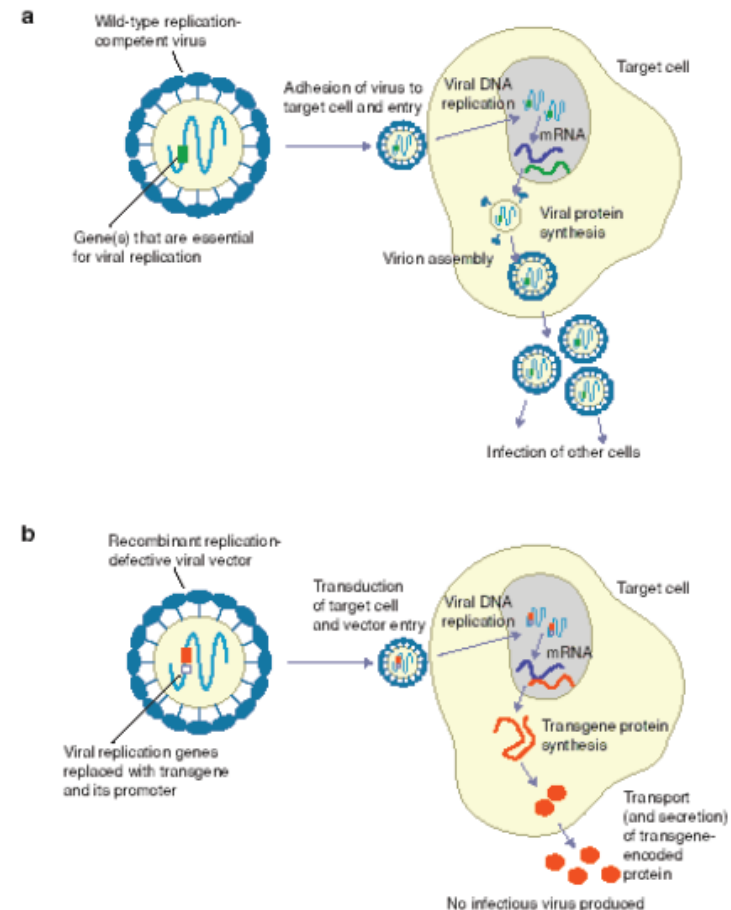 a
Wild-type replication-
competent virus
Adhesion of virus to
target cell and entry
Viral DNA
replication
Target cell
mRNA
Gene(s) that are essential
for viral replication
Viral protein
synthesis
Virion assembly
Infection of other cells
b
Recombinant replication-
defective viral vector
Transduction
of target cell
and vector entry
Viral DNA
replication
Target cell
mRNA
Viral replication genes
replaced with transgene
and its promoter
Transgene protein
synthesis
Transport
(and secretion)
of transgene-
encoded
protein
No infectious virus produced